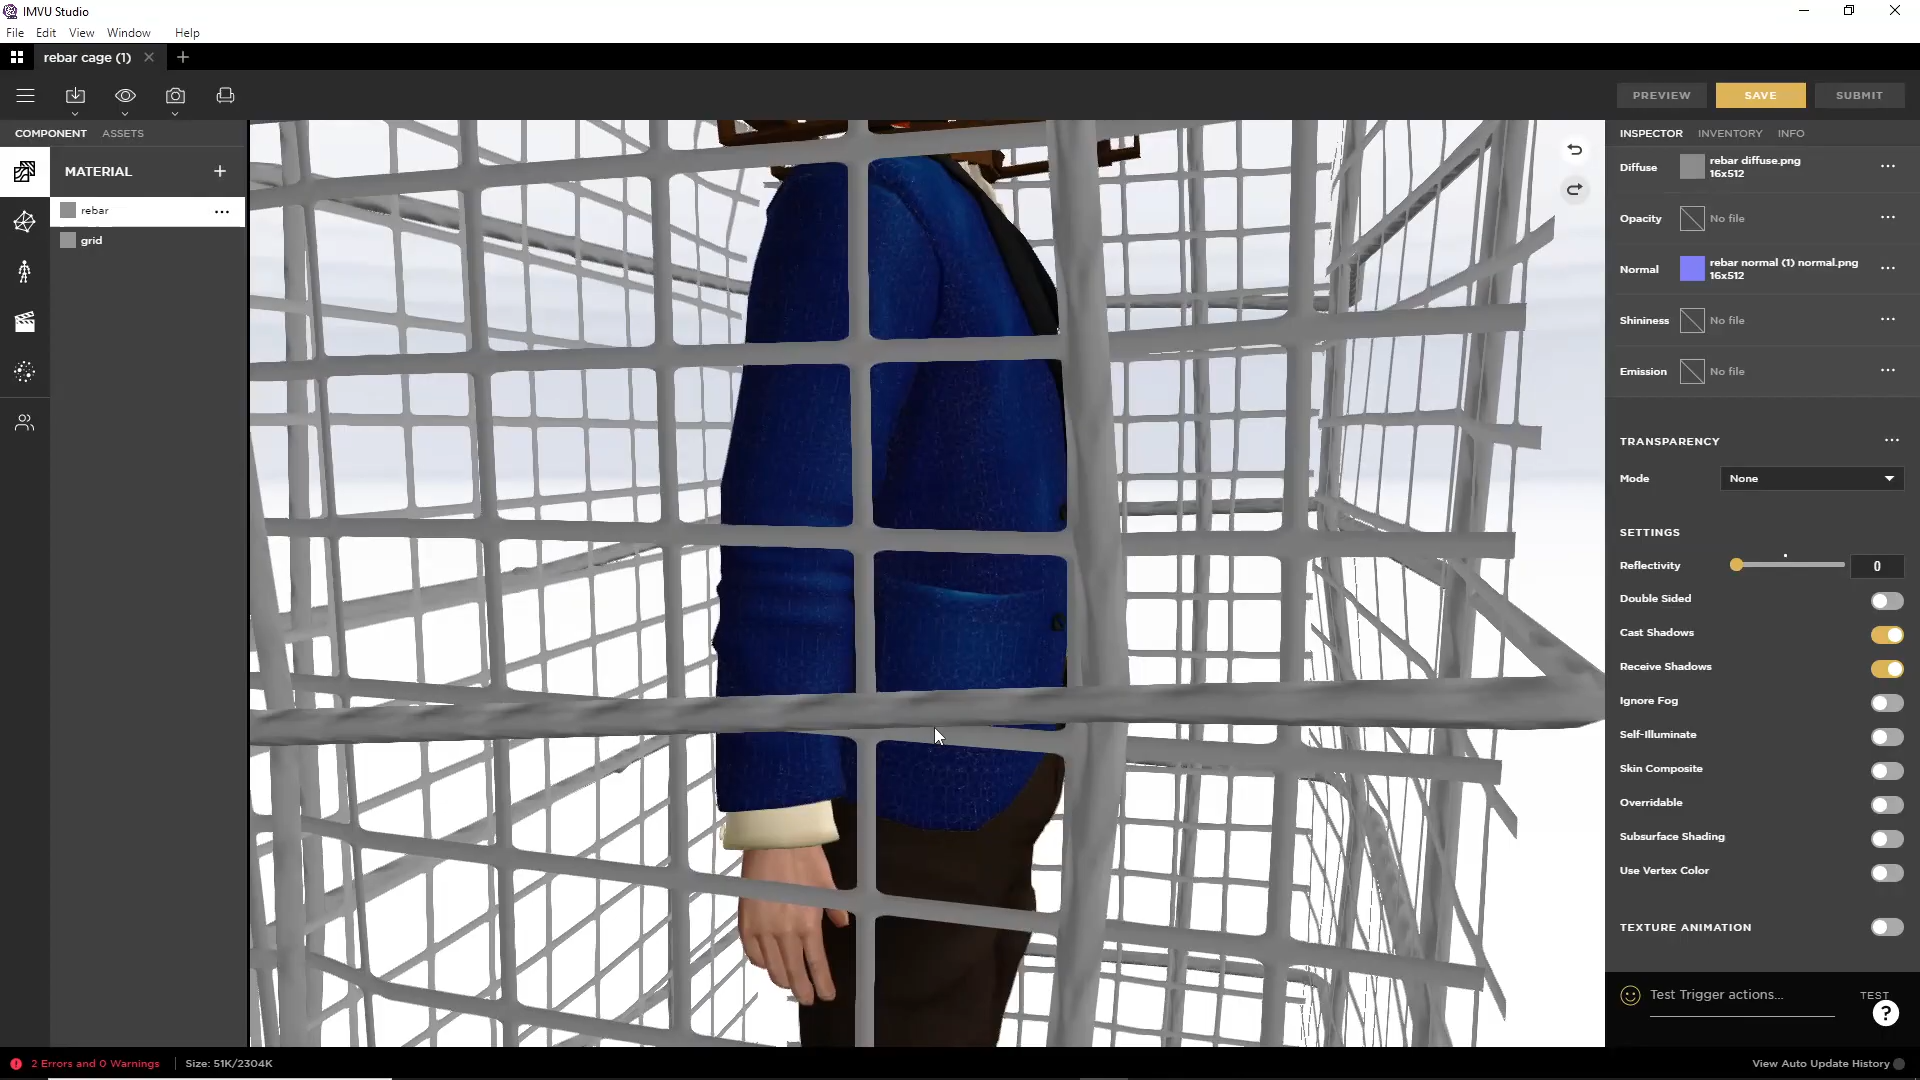 IMVU Studio
File Edit View Window Help
rebar cage (1)
PREVIEW SAVE SUBMIT
COMPONENT ASSETS
INSPECTOR INVENTORY INFO
MATERIAL
rebar
grid
Diffuse rebar diffuse.png
16x512
Opacity No file
Normal rebar normal (1) normal.png
16x512
Shininess No file
Emission No file
TRANSPARENCY
Mode None
SETTINGS
Reflectivity 0
Double Sided
Cast Shadows
Receive Shadows
Ignore Fog
Self-Illuminate
Skin Composite
Overridable
Subsurface Shading
Use Vertex Color
TEXTURE ANIMATION
Test Trigger actions... TEST
?
2 Errors and 0 Warnings Size: 51K/2304K View Auto Update History